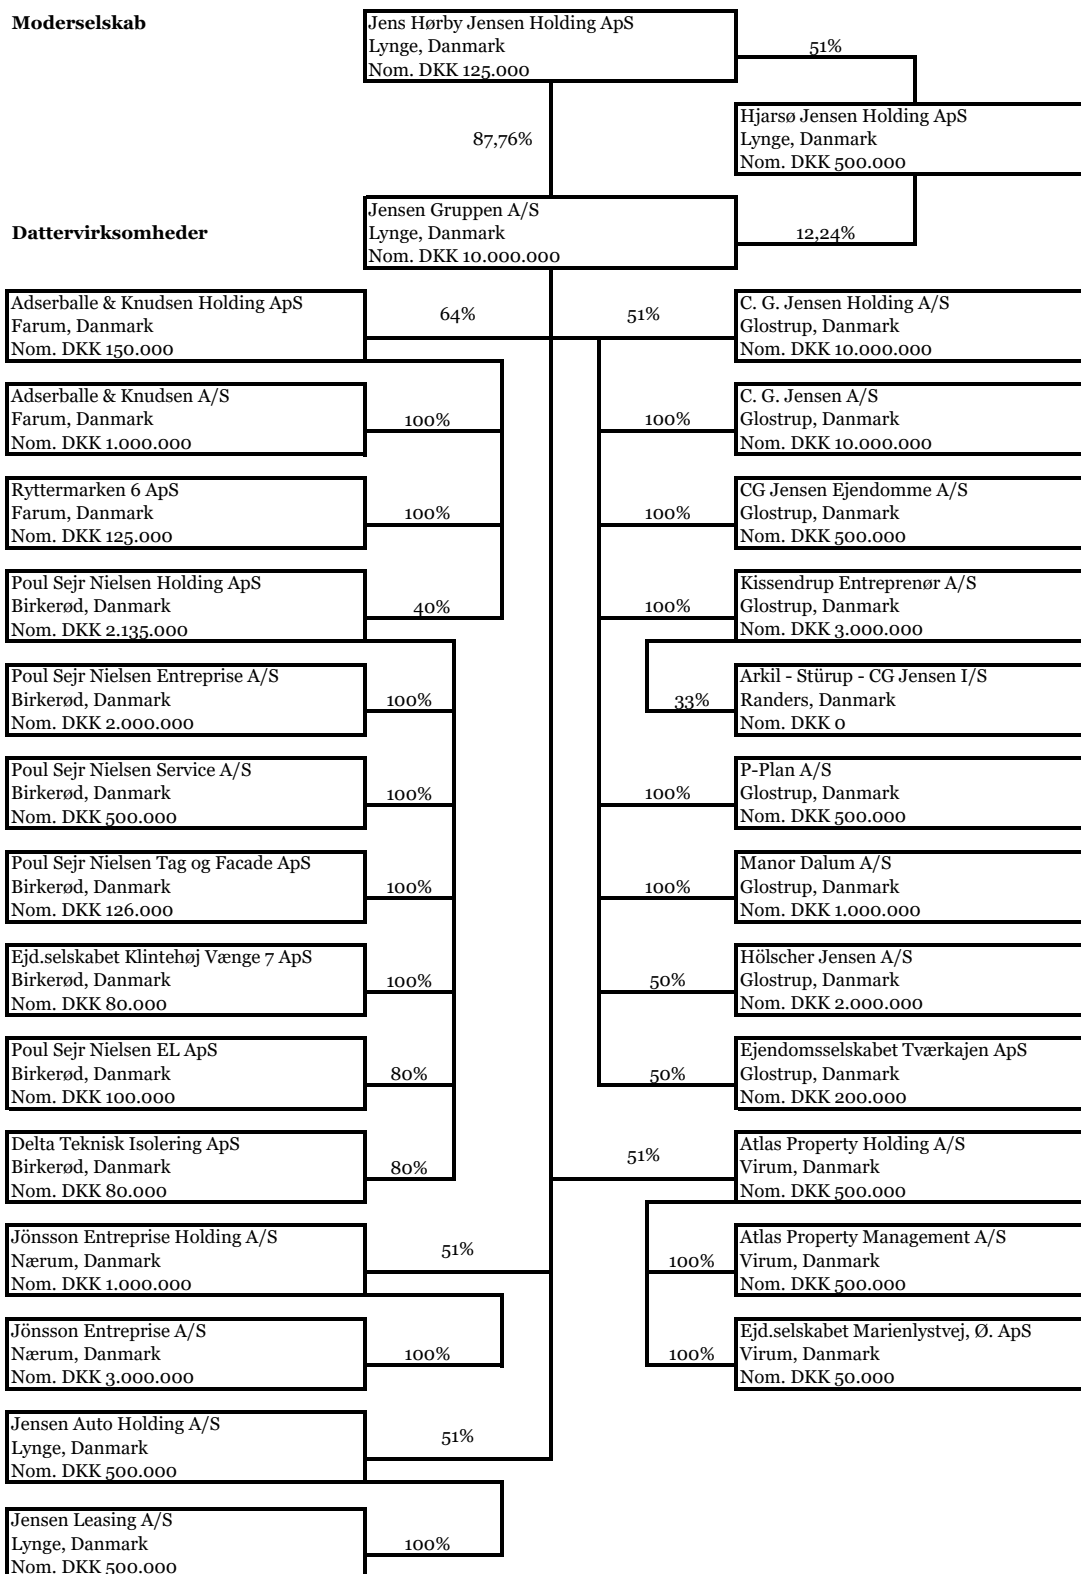 Moderselskab
Jens Hørby Jensen Holding ApS
Lynge, Danmark
Nom. DKK 125.000
51%
Hjarsø Jensen Holding ApS
Lynge, Danmark
Nom. DKK 500.000
87,76%
Dattervirksomheder
Jensen Gruppen A/S
Lynge, Danmark
Nom. DKK 10.000.000
12,24%
Adserballe & Knudsen Holding ApS
Farum, Danmark
Nom. DKK 150.000
64%
51%
C. G. Jensen Holding A/S
Glostrup, Danmark
Nom. DKK 10.000.000
Adserballe & Knudsen A/S
Farum, Danmark
Nom. DKK 1.000.000
100%
100%
C. G. Jensen A/S
Glostrup, Danmark
Nom. DKK 10.000.000
Ryttermarken 6 ApS
Farum, Danmark
Nom. DKK 125.000
100%
100%
CG Jensen Ejendomme A/S
Glostrup, Danmark
Nom. DKK 500.000
Poul Sejr Nielsen Holding ApS
Birkerød, Danmark
Nom. DKK 2.135.000
40%
100%
Kissendrup Entreprenør A/S
Glostrup, Danmark
Nom. DKK 3.000.000
Poul Sejr Nielsen Entreprise A/S
Birkerød, Danmark
Nom. DKK 2.000.000
100%
33%
Arkil - Stürup - CG Jensen I/S
Randers, Danmark
Nom. DKK 0
Poul Sejr Nielsen Service A/S
Birkerød, Danmark
Nom. DKK 500.000
100%
100%
P-Plan A/S
Glostrup, Danmark
Nom. DKK 500.000
Poul Sejr Nielsen Tag og Facade ApS
Birkerød, Danmark
Nom. DKK 126.000
100%
100%
Manor Dalum A/S
Glostrup, Danmark
Nom. DKK 1.000.000
Ejd.selskabet Klintehøj Vænge 7 ApS
Birkerød, Danmark
Nom. DKK 80.000
100%
50%
Hölscher Jensen A/S
Glostrup, Danmark
Nom. DKK 2.000.000
Poul Sejr Nielsen EL ApS
Birkerød, Danmark
Nom. DKK 100.000
80%
50%
Ejendomsselskabet Tværkajen ApS
Glostrup, Danmark
Nom. DKK 200.000
Delta Teknisk Isolering ApS
Birkerød, Danmark
Nom. DKK 80.000
80%
51%
Atlas Property Holding A/S
Virum, Danmark
Nom. DKK 500.000
Jönsson Entreprise Holding A/S
Nærum, Danmark
Nom. DKK 1.000.000
51%
100%
Atlas Property Management A/S
Virum, Danmark
Nom. DKK 500.000
Jönsson Entreprise A/S
Nærum, Danmark
Nom. DKK 3.000.000
100%
100%
Ejd.selskabet Marienlystvej, Ø. ApS
Virum, Danmark
Nom. DKK 50.000
Jensen Auto Holding A/S
Lynge, Danmark
Nom. DKK 500.000
51%
Jensen Leasing A/S
Lynge, Danmark
Nom. DKK 500.000
100%